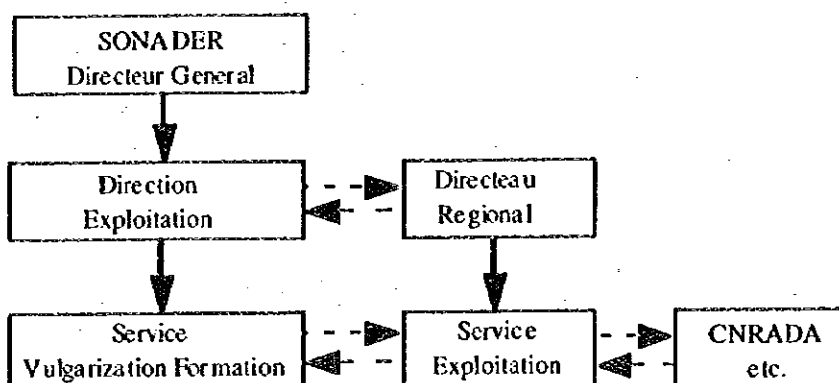 SONADER
Directeur General
Direction
Exploitation
Directeau
Regional
Service
Vulgarization Formation
Service
Exploitation
CNRADA
etc.